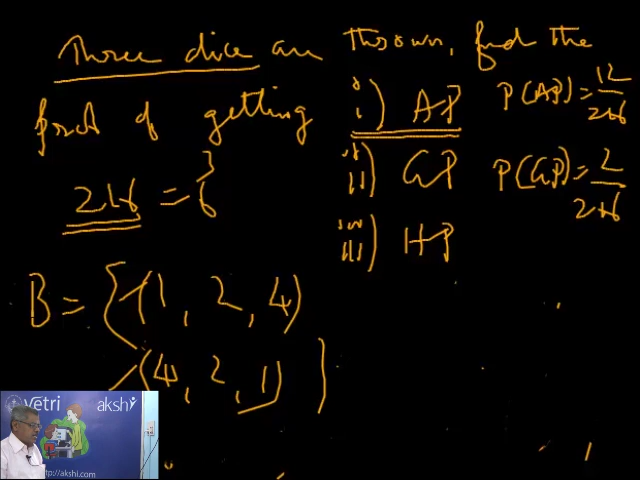 Three dice are thrown, find the
prob of getting
i) AP P(AP)=12/216
ii) GP P(GP)=2/216
iii) HP
216 = 6³
B = {(1, 2, 4)
(4, 2, 1) }
vetri akshi
http://akshi.com